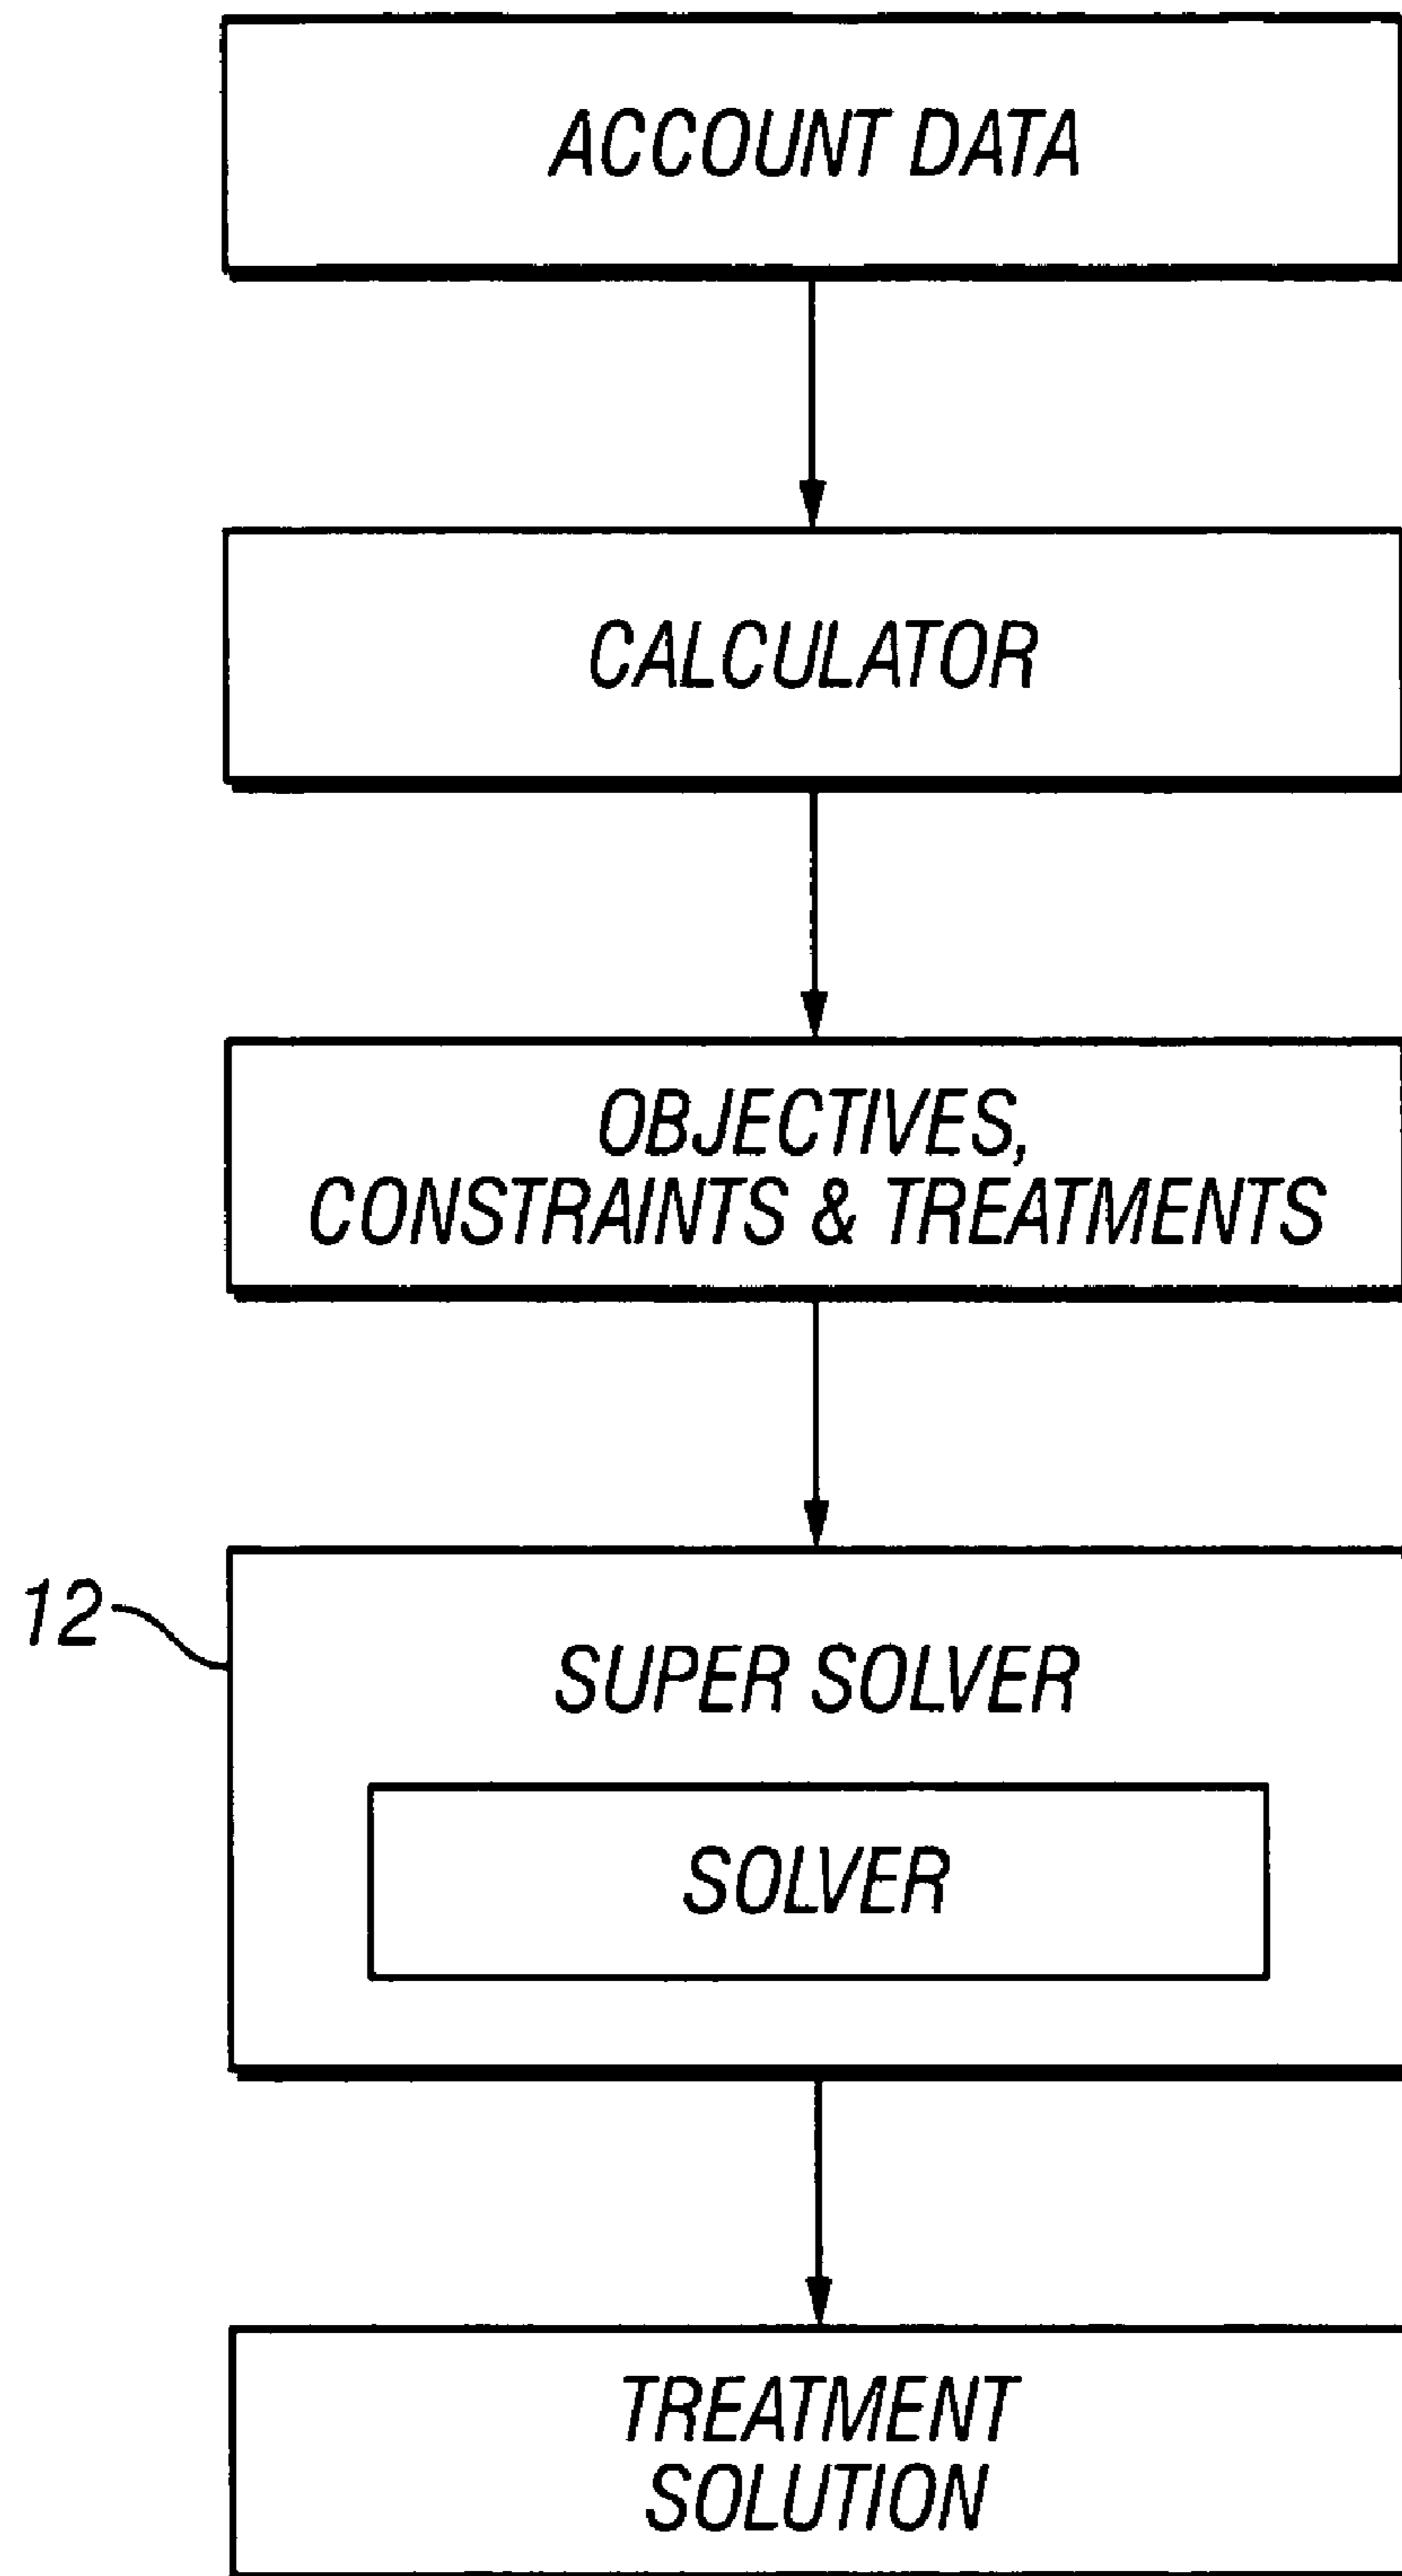 ACCOUNT DATA
CALCULATOR
OBJECTIVES,
CONSTRAINTS & TREATMENTS
12
SUPER SOLVER
SOLVER
TREATMENT
SOLUTION